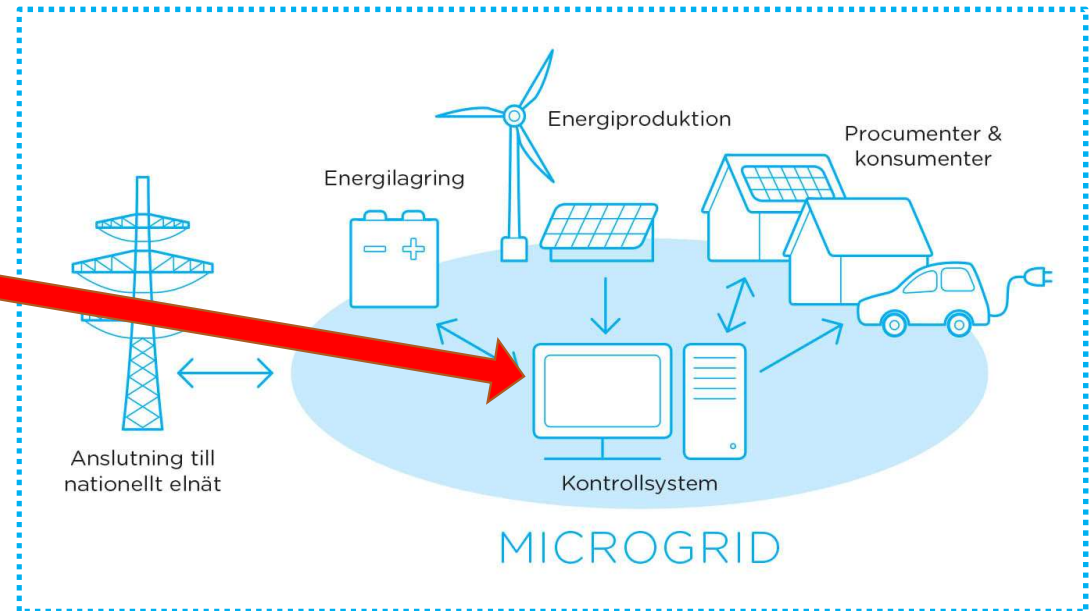 Energiproduktion
Procumenter &
konsumenter
Energilagring
Anslutning till
nationellt elnät
Kontrollsystem
MICROGRID